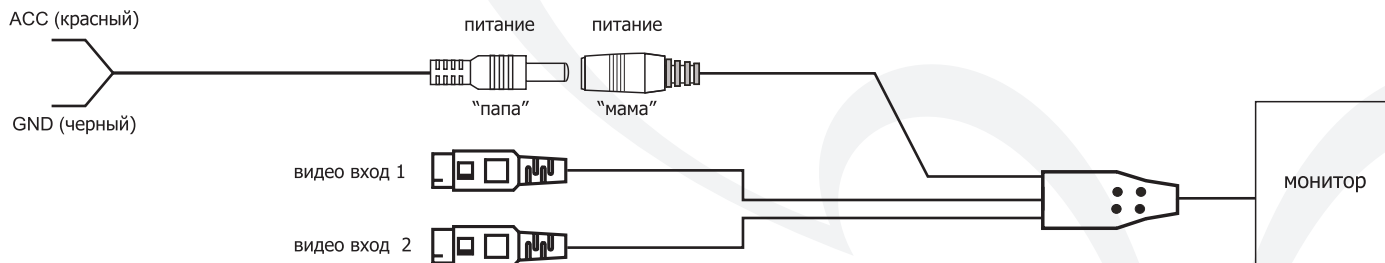 ACC (красный)
питание
питание
"папа"
"мама"
GND (черный)
видео вход 1
монитор
видео вход 2